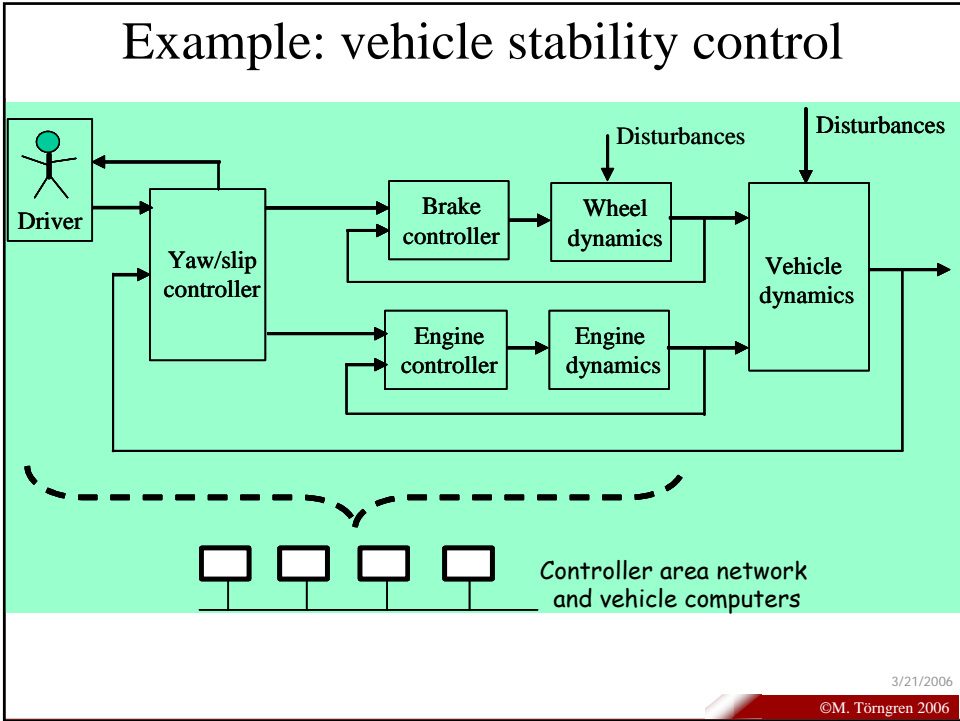 Example: vehicle stability control
Disturbances
Disturbances
Driver
Yaw/slip
controller
Brake
controller
Wheel
dynamics
Vehicle
dynamics
Engine
controller
Engine
dynamics
Controller area network
and vehicle computers
3/21/2006
©M. Törngren 2006